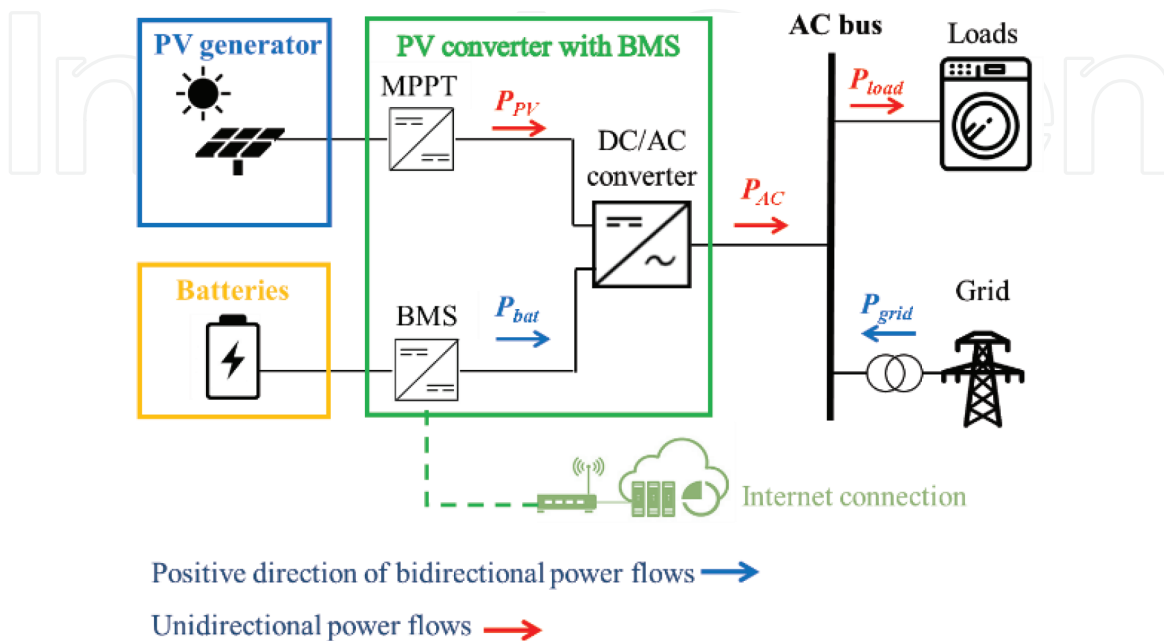 PV generator
PV converter with BMS
AC bus
Loads
MPPT
P_PV
P_load
DC/AC
converter
P_AC
Batteries
BMS
P_bat
Grid
P_grid
Internet connection
Positive direction of bidirectional power flows
Unidirectional power flows